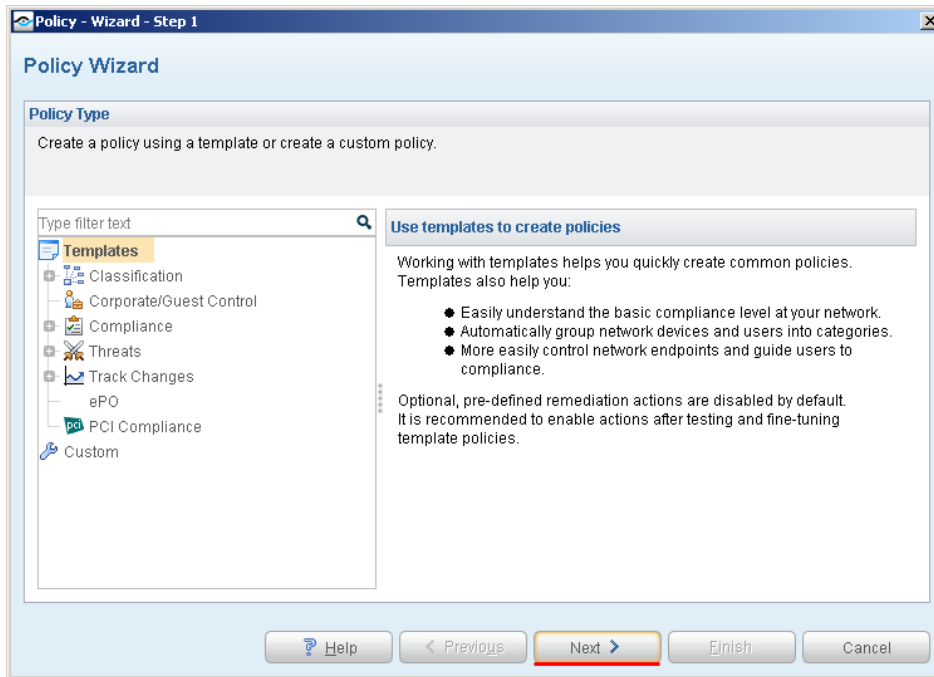 Policy - Wizard - Step 1
Policy Wizard
Policy Type
Create a policy using a template or create a custom policy.
Type filter text
Templates
Classification
Corporate/Guest Control
Compliance
Threats
Track Changes
ePO
pci PCI Compliance
Custom
Use templates to create policies
Working with templates helps you quickly create common policies.
Templates also help you:
● Easily understand the basic compliance level at your network.
● Automatically group network devices and users into categories.
● More easily control network endpoints and guide users to
compliance.
Optional, pre-defined remediation actions are disabled by default.
It is recommended to enable actions after testing and fine-tuning
template policies.
? Help
< Previous
Next >
Finish
Cancel